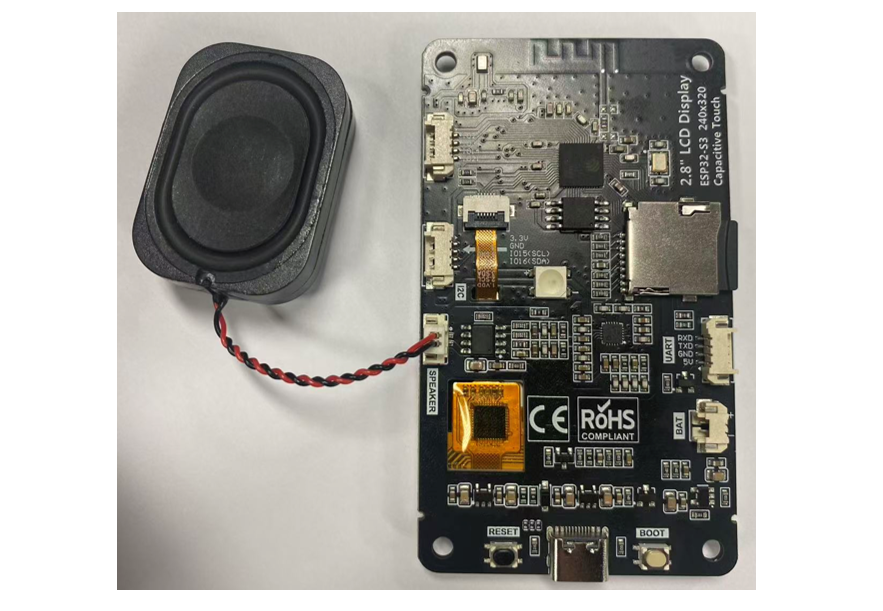 2.8" LCD Display
ESP32-S3 240x320
Capacitive Touch
3.3V
GND
IO15(SCL)
IO16(SDA)
I2C
RXD
TXD
GND
5V
UART
SPEAKER
CE
RoHS
COMPLIANT
BAT
RESET
BOOT